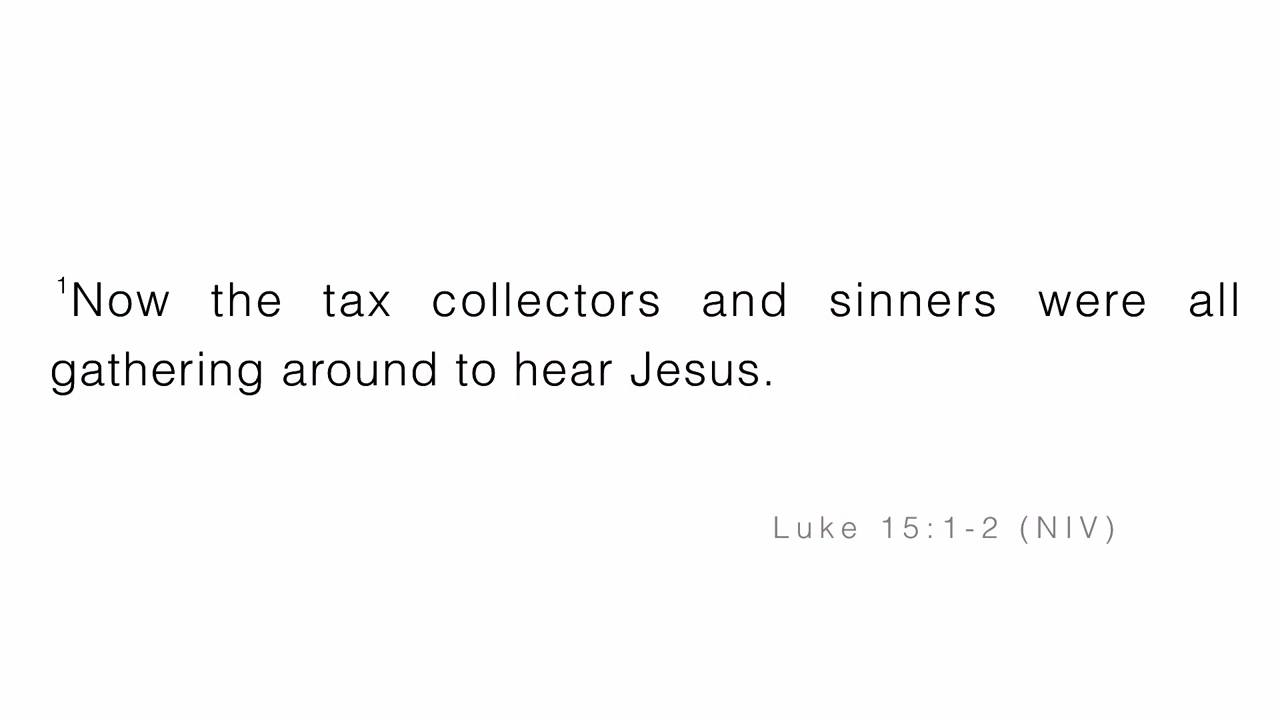 ¹Now the tax collectors and sinners were all
gathering around to hear Jesus.
Luke 15:1-2 (NIV)